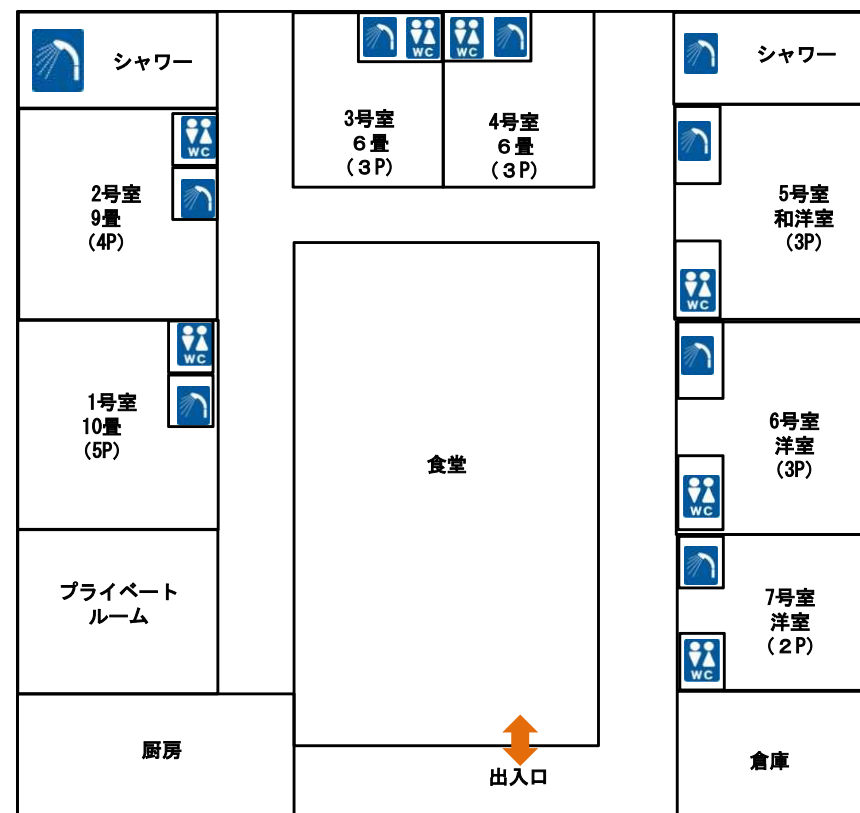 シャワー
WC
WC
シャワー
3号室
6畳
(3P)
4号室
6畳
(3P)
WC
2号室
9畳
(4P)
5号室
和洋室
(3P)
WC
WC
1号室
10畳
(5P)
6号室
洋室
(3P)
WC
食堂
プライベート
ルーム
7号室
洋室
(2P)
WC
厨房
出入口
倉庫